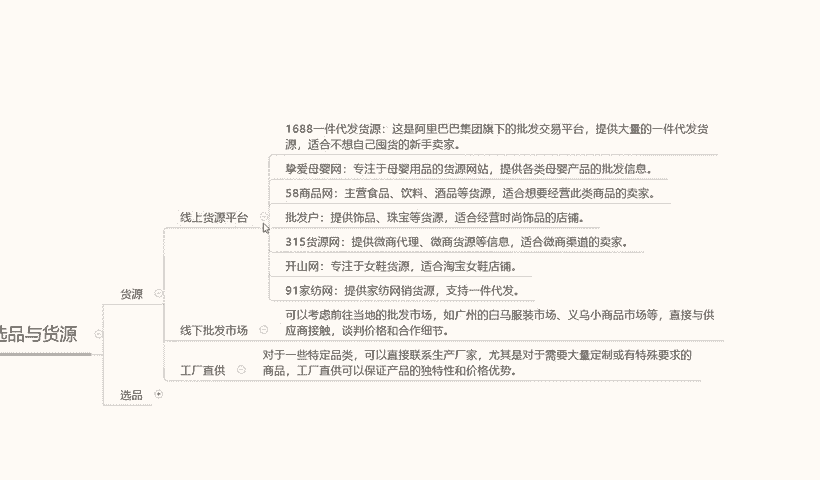 1688一件代发货源：这是阿里巴巴集团旗下的批发交易平台，提供大量的一件代发货
源，适合不想自己囤货的新手卖家。
挚爱母婴网：专注于母婴用品的货源网站，提供各类母婴产品的批发信息。
58商品网：主营食品、饮料、酒品等货源，适合想要经营此类商品的卖家。
线上货源平台
批发户：提供饰品、珠宝等货源，适合经营时尚饰品的店铺。
315货源网：提供微商代理、微商货源等信息，适合微商渠道的卖家。
开山网：专注于女鞋货源，适合淘宝女鞋店铺。
货源
91家纺网：提供家纺网销货源，支持一件代发。
选品与货源
线下批发市场
可以考虑前往当地的批发市场，如广州的白马服装市场、义乌小商品市场等，直接与供
应商接触，谈判价格和合作细节。
工厂直供
对于一些特定品类，可以直接联系生产厂家，尤其是对于需要大量定制或有特殊要求的
商品，工厂直供可以保证产品的独特性和价格优势。
选品